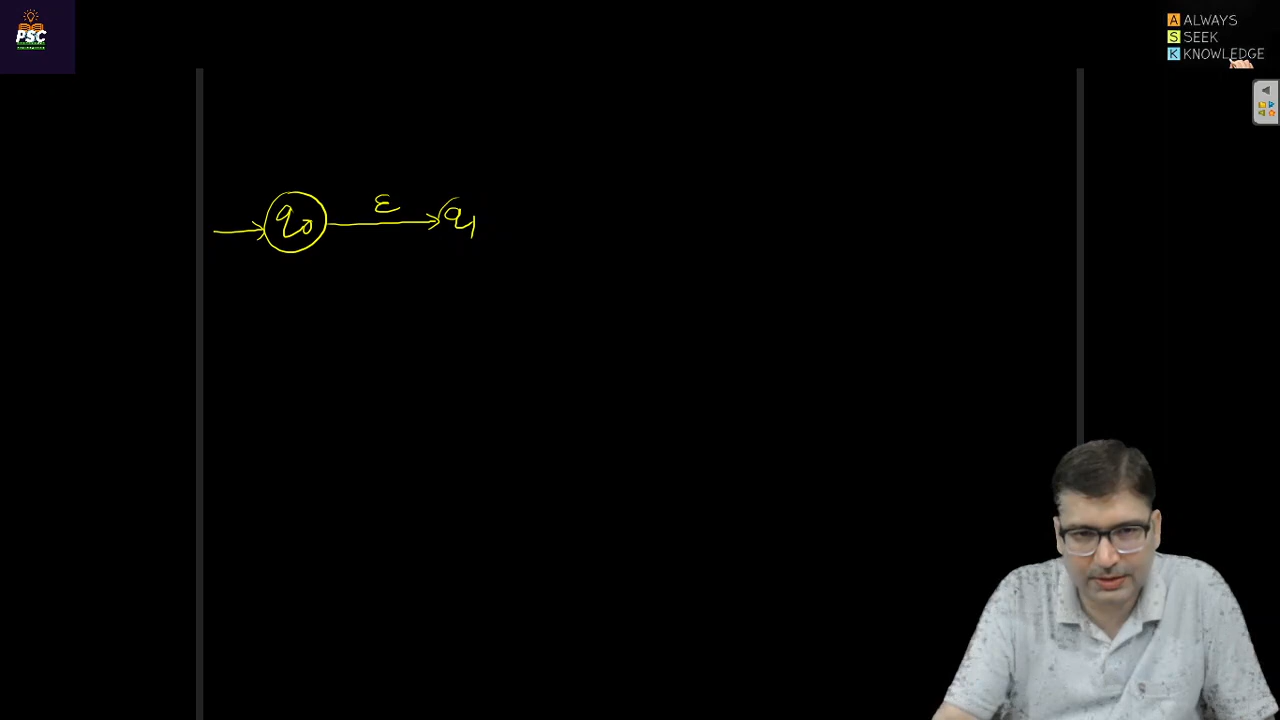 PSC
A ALWAYS
S SEEK
K KNOWLEDGE
ε
q0 q1